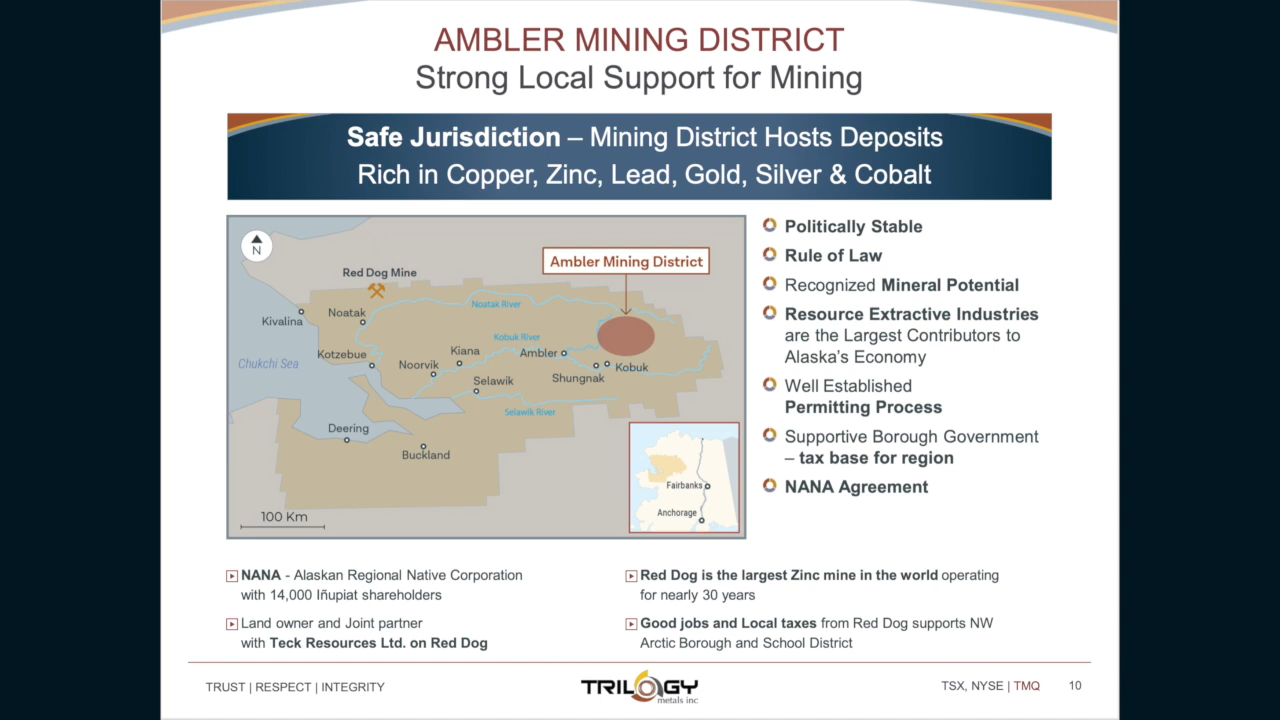 AMBLER MINING DISTRICT
Strong Local Support for Mining
Safe Jurisdiction – Mining District Hosts Deposits
Rich in Copper, Zinc, Lead, Gold, Silver & Cobalt
N
Red Dog Mine
Ambler Mining District
Kivalina
Noatak
Noatak River
Kobuk River
Chukchi Sea
Kotzebue
Noorvik
Kiana
Ambler
Shungnak
Kobuk
Selawik
Selawik River
Deering
Buckland
100 Km
Fairbanks
Anchorage
Politically Stable
Rule of Law
Recognized Mineral Potential
Resource Extractive Industries
are the Largest Contributors to
Alaska's Economy
Well Established
Permitting Process
Supportive Borough Government
– tax base for region
NANA Agreement
NANA - Alaskan Regional Native Corporation
with 14,000 Iñupiat shareholders
Land owner and Joint partner
with Teck Resources Ltd. on Red Dog
Red Dog is the largest Zinc mine in the world operating
for nearly 30 years
Good jobs and Local taxes from Red Dog supports NW
Arctic Borough and School District
TRUST | RESPECT | INTEGRITY
TRILOGY
metals inc
TSX, NYSE | TMQ
10